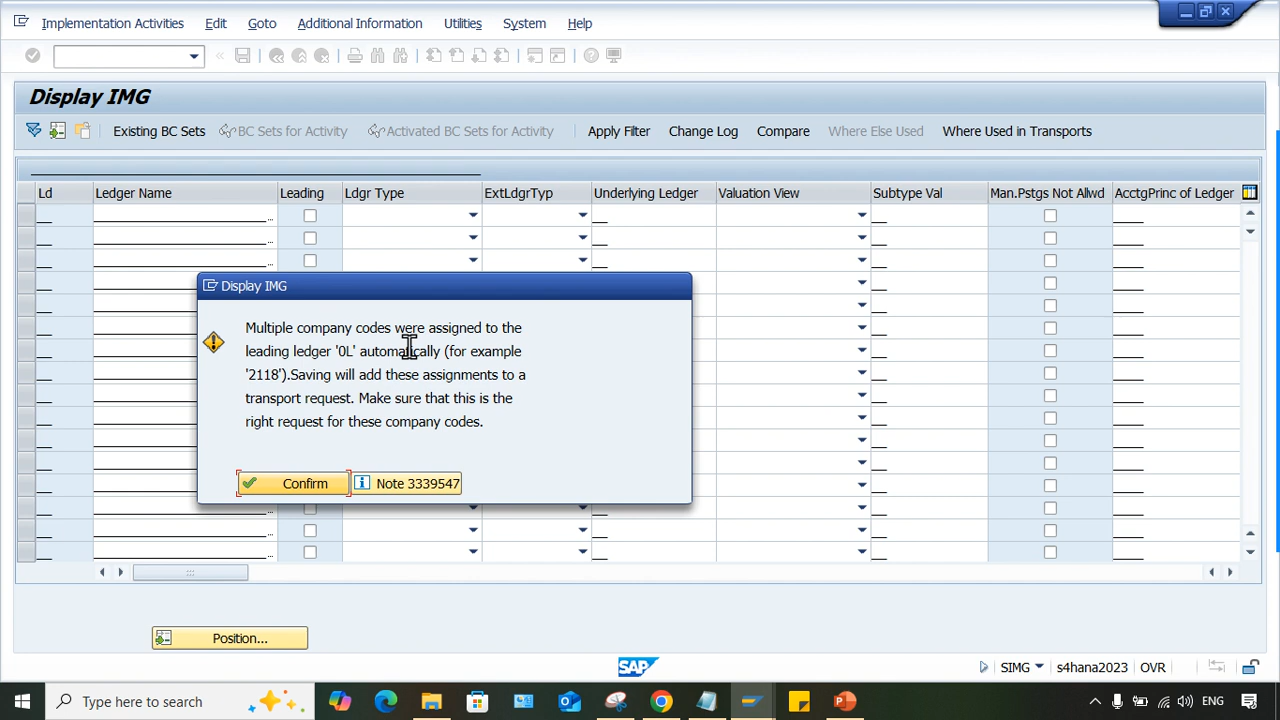 Implementation Activities Edit Goto Additional Information Utilities System Help
Display IMG
Existing BC Sets BC Sets for Activity Activated BC Sets for Activity Apply Filter Change Log Compare Where Else Used Where Used in Transports
Ld Ledger Name Leading Ldgr Type ExtLdgrTyp Underlying Ledger Valuation View Subtype Val Man.Pstgs Not Allwd AcctgPrinc of Ledger
Display IMG
Multiple company codes were assigned to the
leading ledger '0L' automatically (for example
'2118').Saving will add these assignments to a
transport request. Make sure that this is the
right request for these company codes.
Confirm Note 3339547
Position...
SAP SIMG s4hana2023 OVR
Type here to search ENG